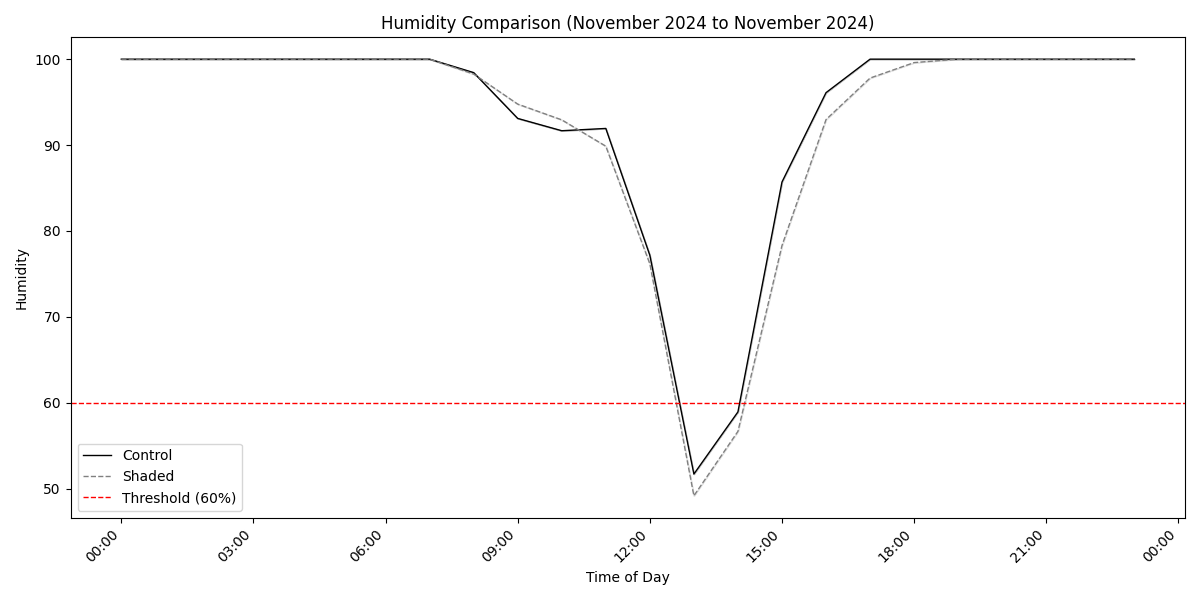 Humidity Comparison (November 2024 to November 2024)
Humidity
100
90
80
70
60
50
Control
Shaded
Threshold (60%)
00:00
03:00
06:00
09:00
12:00
15:00
18:00
21:00
00:00
Time of Day